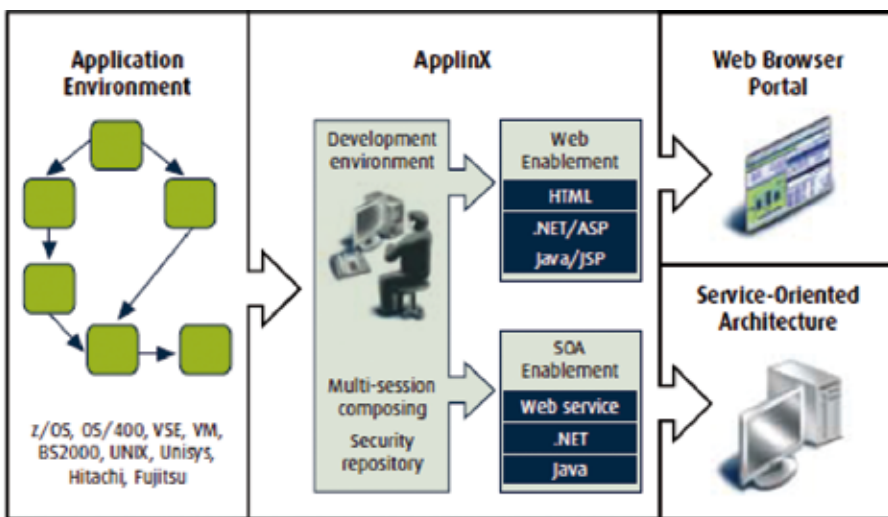 Application
Environment
z/OS, OS/400, VSE, VM,
BS2000, UNIX, Unisys,
Hitachi, Fujitsu
ApplinX
Development
environment
Multi-session
composing
Security
repository
Web
Enablement
HTML
.NET/ASP
Java/JSP
SOA
Enablement
Web service
.NET
Java
Web Browser
Portal
Service-Oriented
Architecture